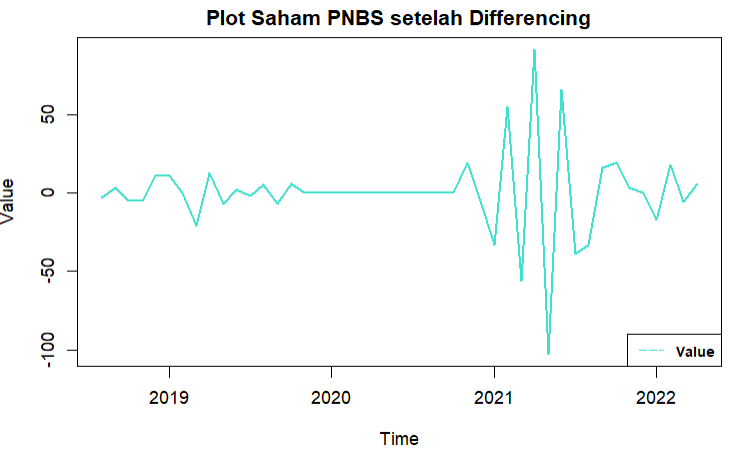 Plot Saham PNBS setelah Differencing
Value
50
0
-50
-100
Value
2019 2020 2021 2022
Time